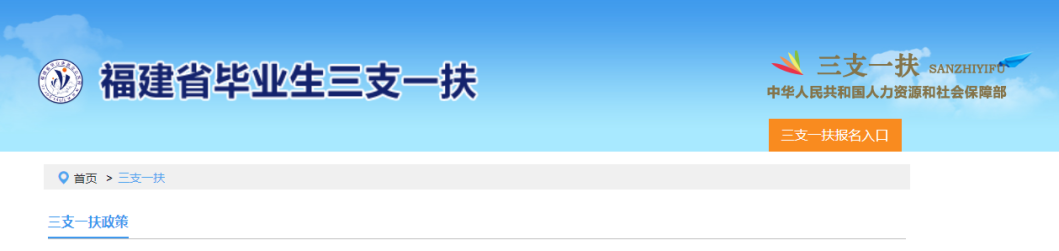 福建省毕业生三支一扶
三支一扶 SANZHIYIFU
中华人民共和国人力资源和社会保障部
三支一扶报名入口
首页 > 三支一扶
三支一扶政策